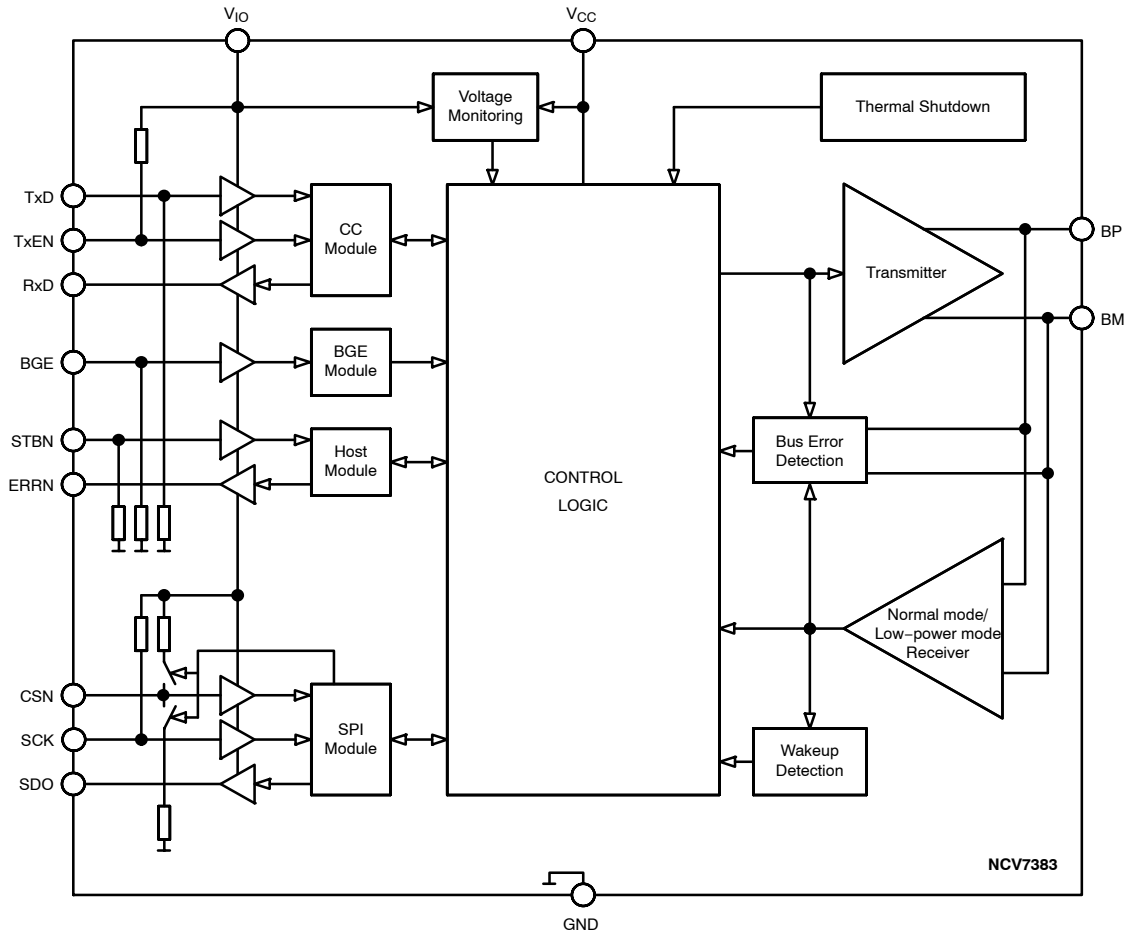 VIO
VCC
Voltage
Monitoring
Thermal Shutdown
TxD
TxEN
RxD
CC
Module
BP
Transmitter
BM
BGE
BGE
Module
STBN
ERRN
Host
Module
Bus Error
Detection
CONTROL
LOGIC
Normal mode/
Low−power mode
Receiver
CSN
SCK
SDO
SPI
Module
Wakeup
Detection
NCV7383
GND